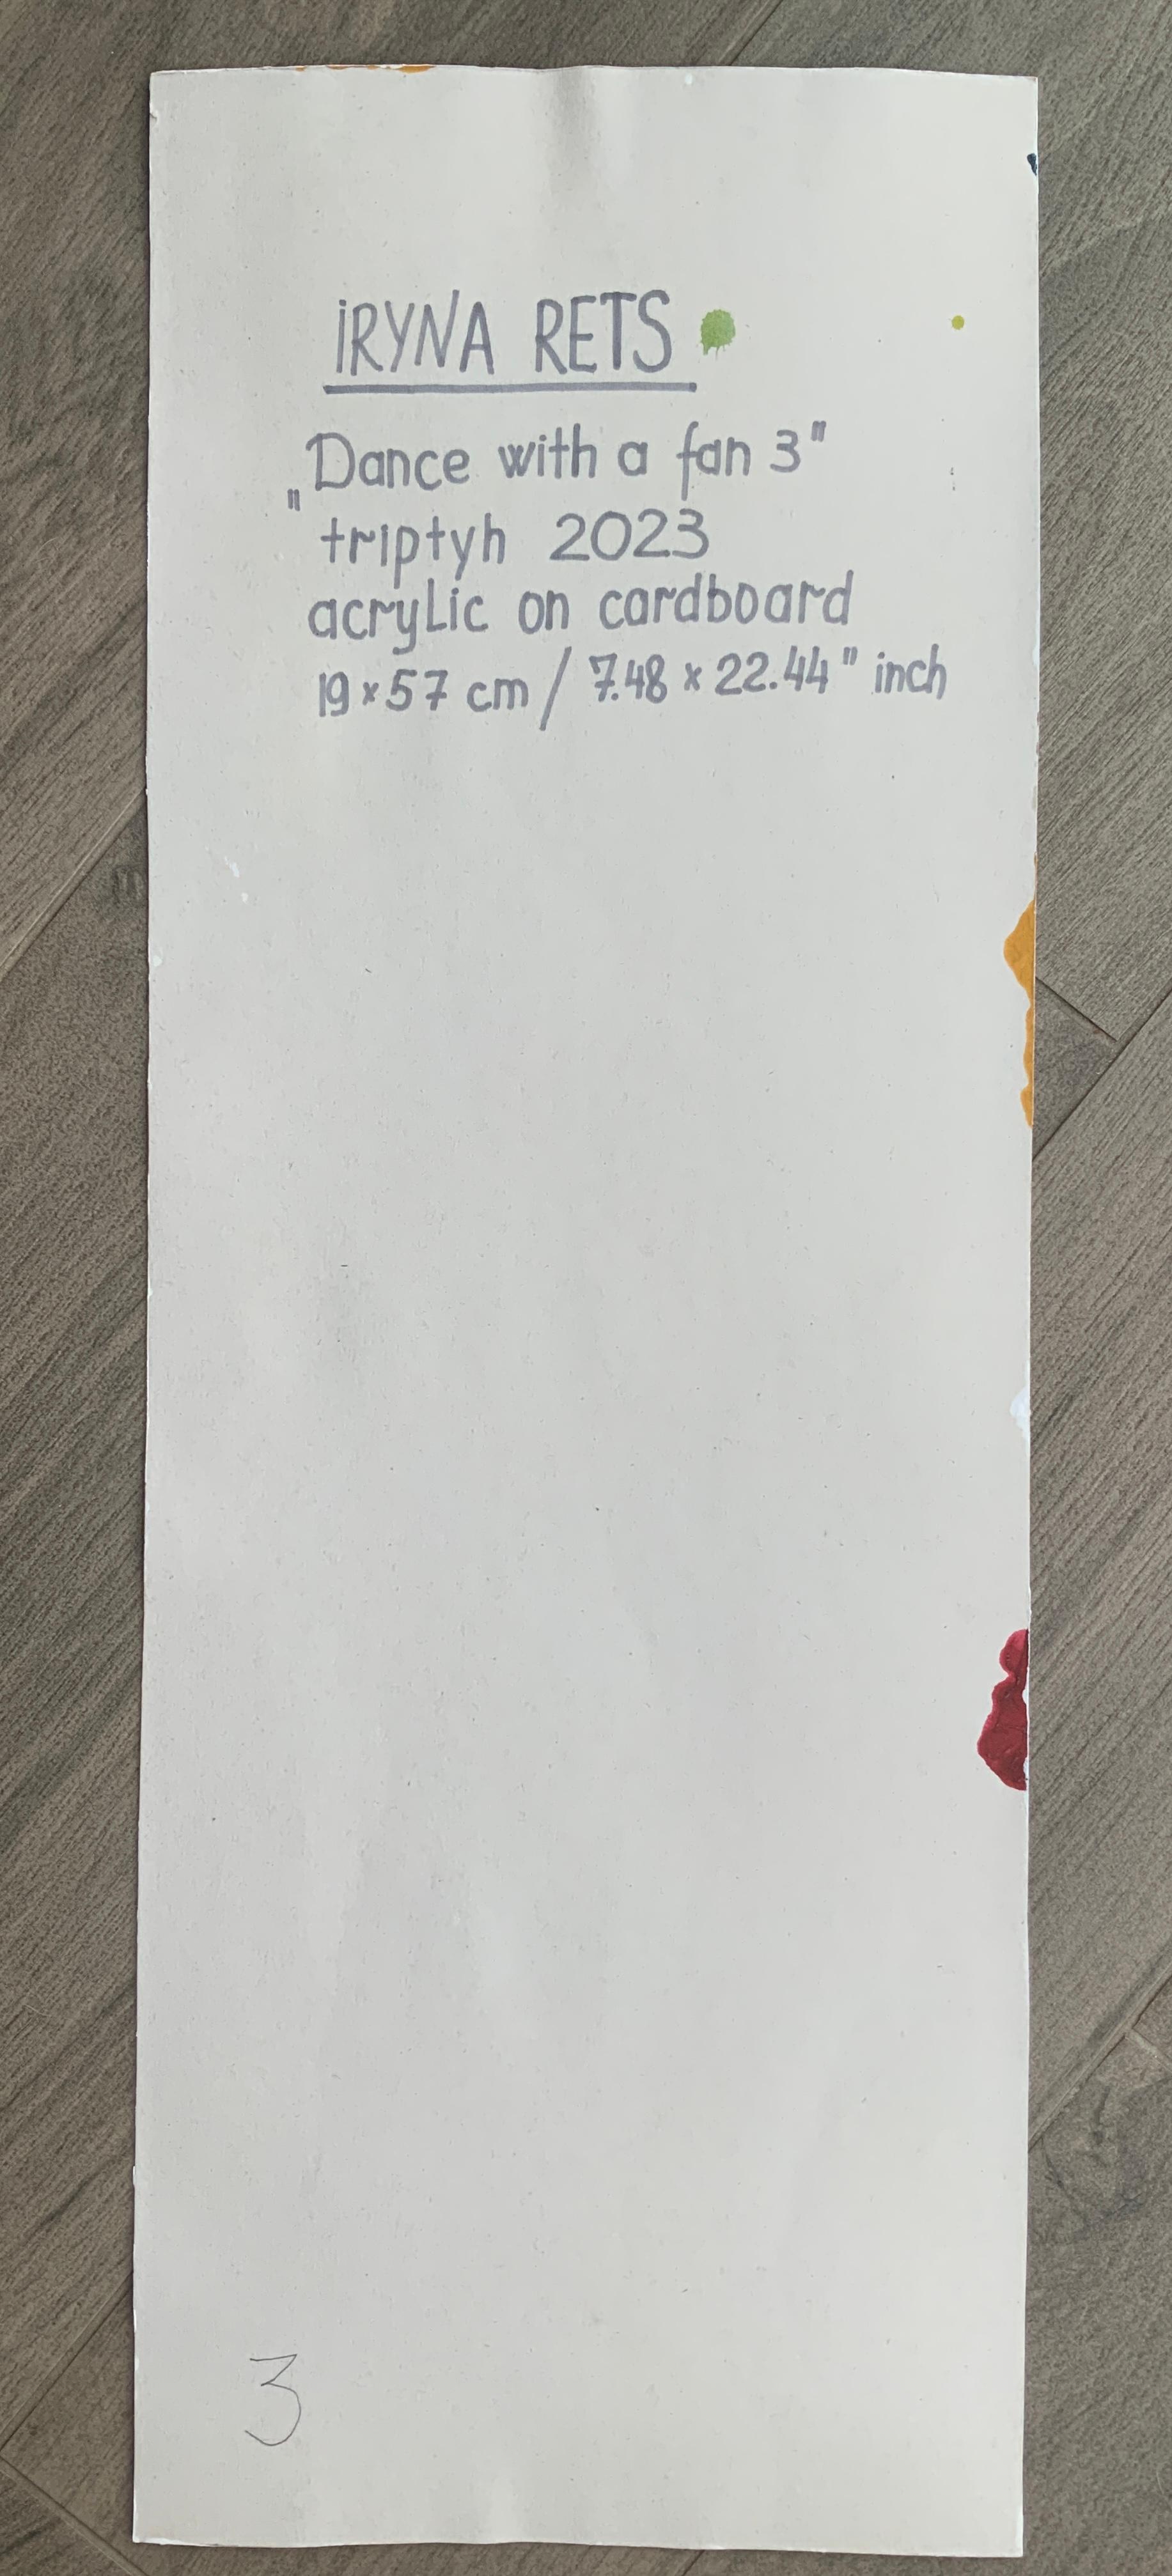 iRYNA RETS
„Dance with a fan 3"
triptyh 2023
acrylic on cardboard
19 x 57 cm / 7.48 x 22.44" inch
3